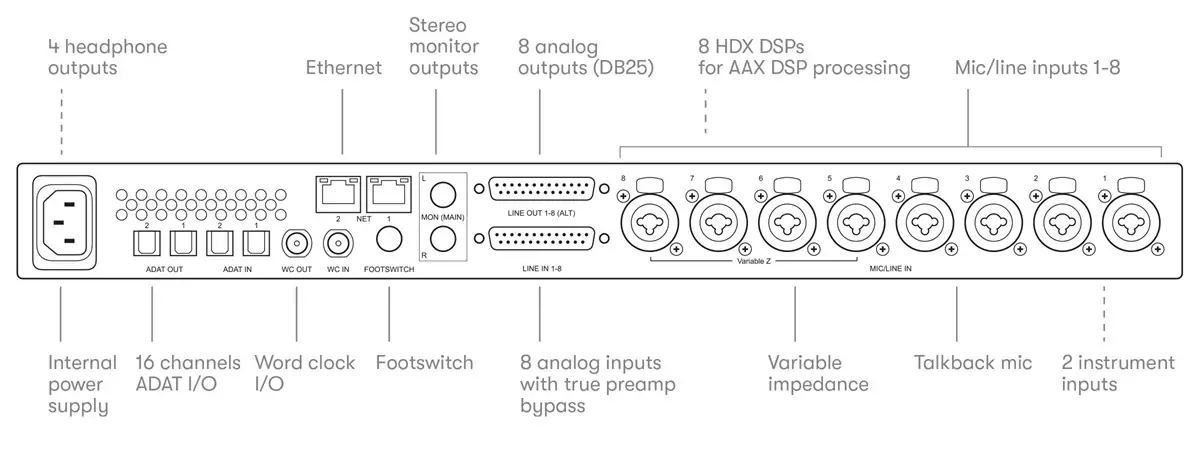 4 headphone
outputs
Ethernet
Stereo
monitor
outputs
8 analog
outputs (DB25)
8 HDX DSPs
for AAX DSP processing
Mic/line inputs 1-8
L
MON (MAIN)
R
2 NET 1
LINE OUT 1-8 (ALT)
8 7 6 5 4 3 2 1
2 1 2 1
ADAT OUT
ADAT IN
WC OUT
WC IN
FOOTSWITCH
LINE IN 1-8
Variable Z
MIC/LINE IN
Internal
power
supply
16 channels
ADAT I/O
Word clock
I/O
Footswitch
8 analog inputs
with true preamp
bypass
Variable
impedance
Talkback mic
2 instrument
inputs